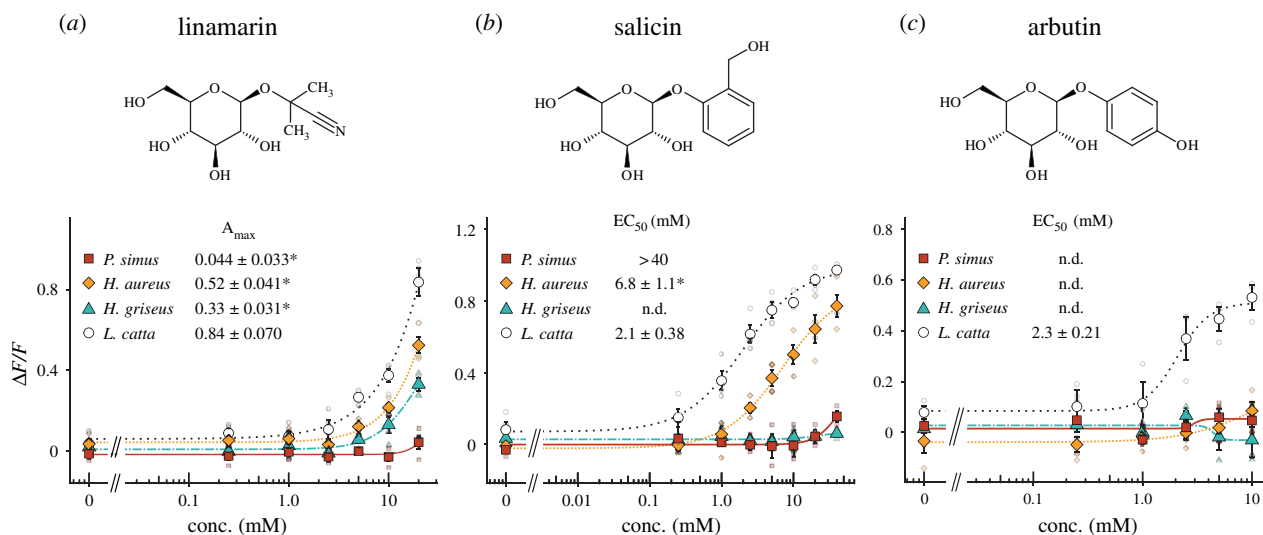 (a) linamarin
HO
O
O
CH3
CH3
N
HO
OH
OH
Amax
P. simus 0.044 ± 0.033*
H. aureus 0.52 ± 0.041*
H. griseus 0.33 ± 0.031*
L. catta 0.84 ± 0.070
ΔF/F
0.8
0.4
0
0 0.1 1.0 10
conc. (mM)
(b) salicin
OH
HO
O
O
HO
OH
OH
EC50 (mM)
P. simus >40
H. aureus 6.8 ± 1.1*
H. griseus n.d.
L. catta 2.1 ± 0.38
1.2
0.8
0.4
0
0 0.01 0.1 1.0 10
conc. (mM)
(c) arbutin
HO
O
O
HO
OH
OH
OH
EC50 (mM)
P. simus n.d.
H. aureus n.d.
H. griseus n.d.
L. catta 2.3 ± 0.21
0.8
0.6
0.4
0.2
0
0 0.1 1.0 10
conc. (mM)